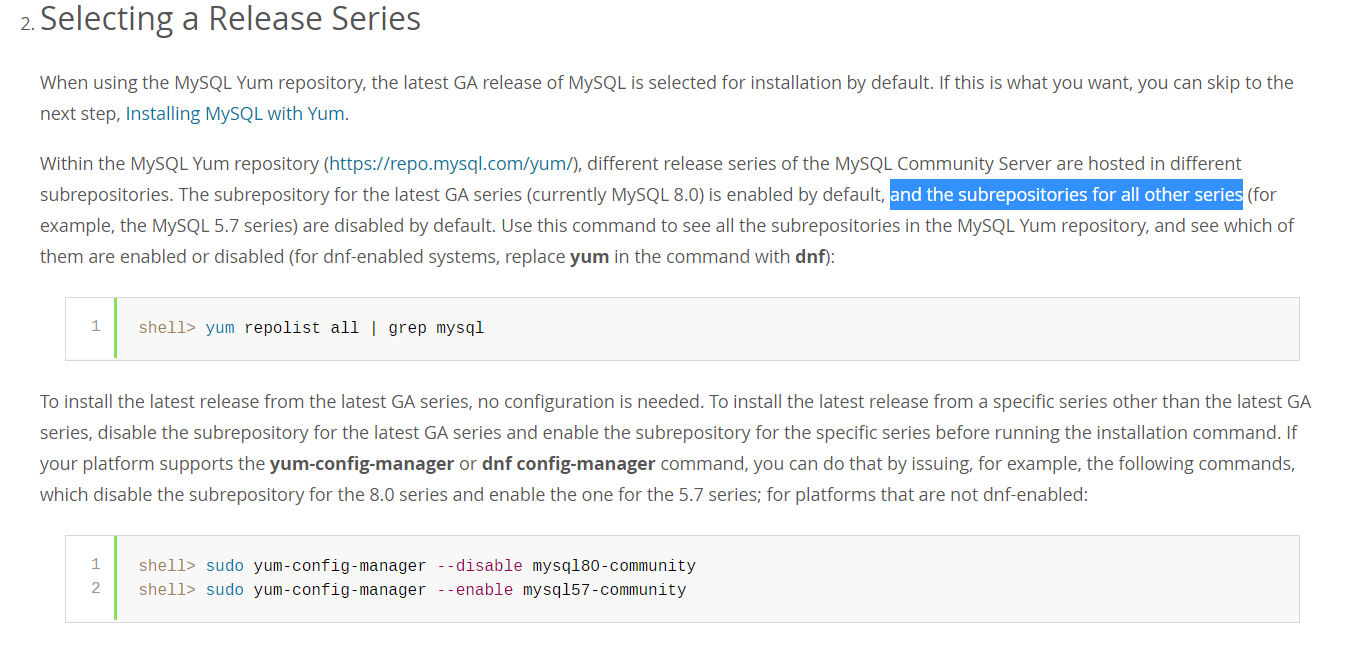 2. Selecting a Release Series
When using the MySQL Yum repository, the latest GA release of MySQL is selected for installation by default. If this is what you want, you can skip to the
next step, Installing MySQL with Yum.
Within the MySQL Yum repository (https://repo.mysql.com/yum/), different release series of the MySQL Community Server are hosted in different
subrepositories. The subrepository for the latest GA series (currently MySQL 8.0) is enabled by default, and the subrepositories for all other series (for
example, the MySQL 5.7 series) are disabled by default. Use this command to see all the subrepositories in the MySQL Yum repository, and see which of
them are enabled or disabled (for dnf-enabled systems, replace yum in the command with dnf):
1 shell> yum repolist all | grep mysql
To install the latest release from the latest GA series, no configuration is needed. To install the latest release from a specific series other than the latest GA
series, disable the subrepository for the latest GA series and enable the subrepository for the specific series before running the installation command. If
your platform supports the yum-config-manager or dnf config-manager command, you can do that by issuing, for example, the following commands,
which disable the subrepository for the 8.0 series and enable the one for the 5.7 series; for platforms that are not dnf-enabled:
1 shell> sudo yum-config-manager --disable mysql80-community
2 shell> sudo yum-config-manager --enable mysql57-community